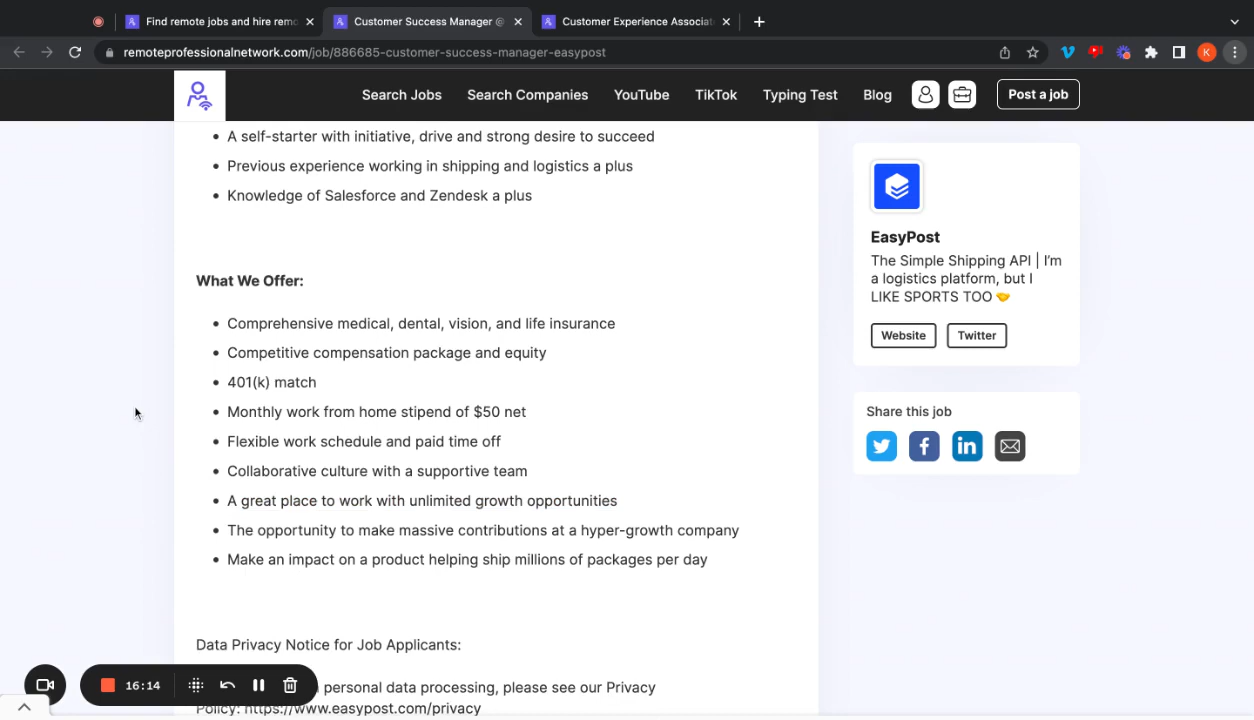 Find remote jobs and hire remo
Customer Success Manager @
Customer Experience Associat
remoteprofessionalnetwork.com/job/886685-customer-success-manager-easypost
K
Search Jobs
Search Companies
YouTube
TikTok
Typing Test
Blog
Post a job
• A self-starter with initiative, drive and strong desire to succeed
• Previous experience working in shipping and logistics a plus
• Knowledge of Salesforce and Zendesk a plus
What We Offer:
• Comprehensive medical, dental, vision, and life insurance
• Competitive compensation package and equity
• 401(k) match
• Monthly work from home stipend of $50 net
• Flexible work schedule and paid time off
• Collaborative culture with a supportive team
• A great place to work with unlimited growth opportunities
• The opportunity to make massive contributions at a hyper-growth company
• Make an impact on a product helping ship millions of packages per day
Data Privacy Notice for Job Applicants:
personal data processing, please see our Privacy
Policy: https://www.easypost.com/privacy
EasyPost
The Simple Shipping API | I'm
a logistics platform, but I
LIKE SPORTS TOO 🤝
Website
Twitter
Share this job
in
16:14